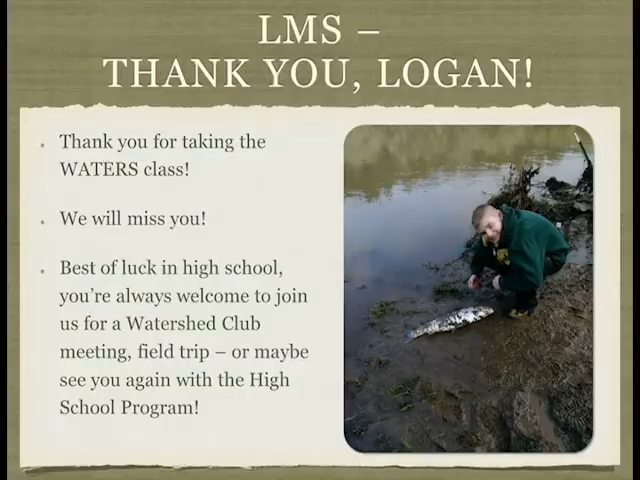 LMS –
THANK YOU, LOGAN!
Thank you for taking the
WATERS class!
We will miss you!
Best of luck in high school,
you're always welcome to join
us for a Watershed Club
meeting, field trip – or maybe
see you again with the High
School Program!